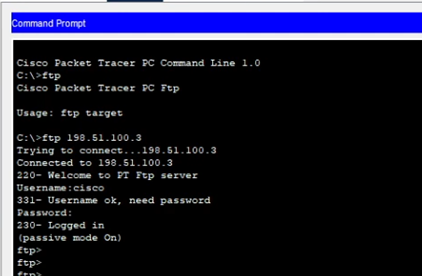 Command Prompt
Cisco Packet Tracer PC Command Line 1.0
C:\>ftp
Cisco Packet Tracer PC Ftp
Usage: ftp target
C:\>ftp 198.51.100.3
Trying to connect...198.51.100.3
Connected to 198.51.100.3
220- Welcome to PT Ftp server
Username:cisco
331- Username ok, need password
Password:
230- Logged in
(passive mode On)
ftp>
ftp>
ftp>